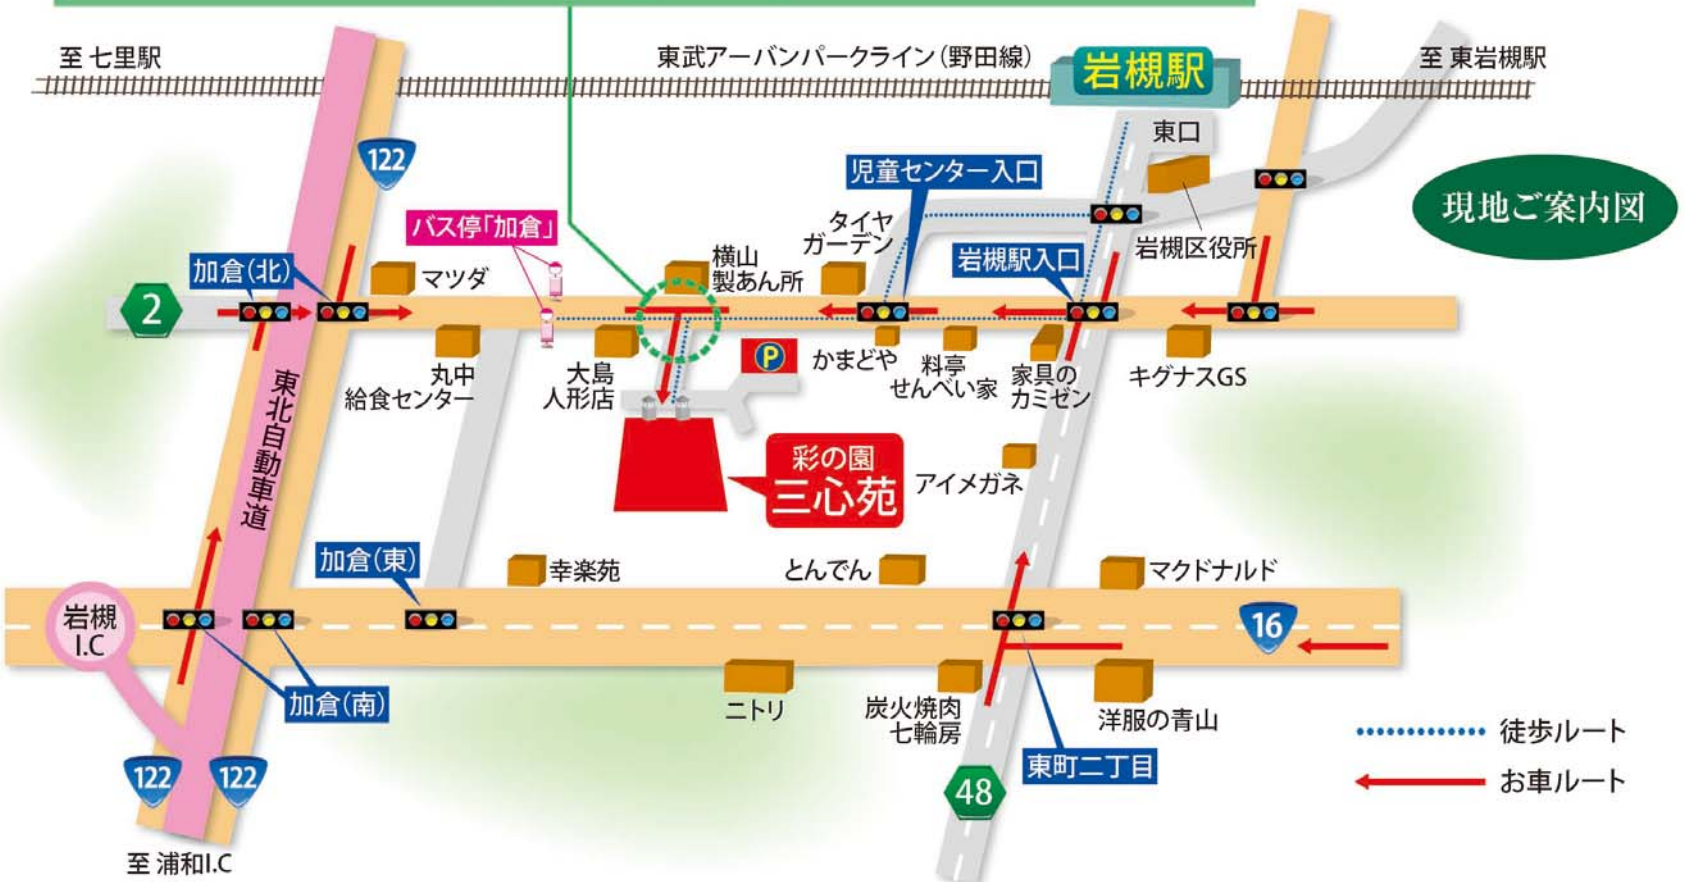 至 七里駅
東武アーバンパークライン(野田線)
岩槻駅
至 東岩槻駅
東口
122
児童センター入口
現地ご案内図
バス停「加倉」
タイヤ
ガーデン
岩槻区役所
横山
製あん所
岩槻駅入口
加倉(北)
マツダ
2
P
丸中
給食センター
大島
人形店
かまどや
料亭
せんべい家
家具の
カミゼン
キグナスGS
東北自動車道
彩の園
三心苑
アイメガネ
加倉(東)
幸楽苑
とんでん
マクドナルド
岩槻
I.C
16
加倉(南)
ニトリ
炭火焼肉
七輪房
洋服の青山
徒歩ルート
122
122
東町二丁目
お車ルート
48
至 浦和I.C